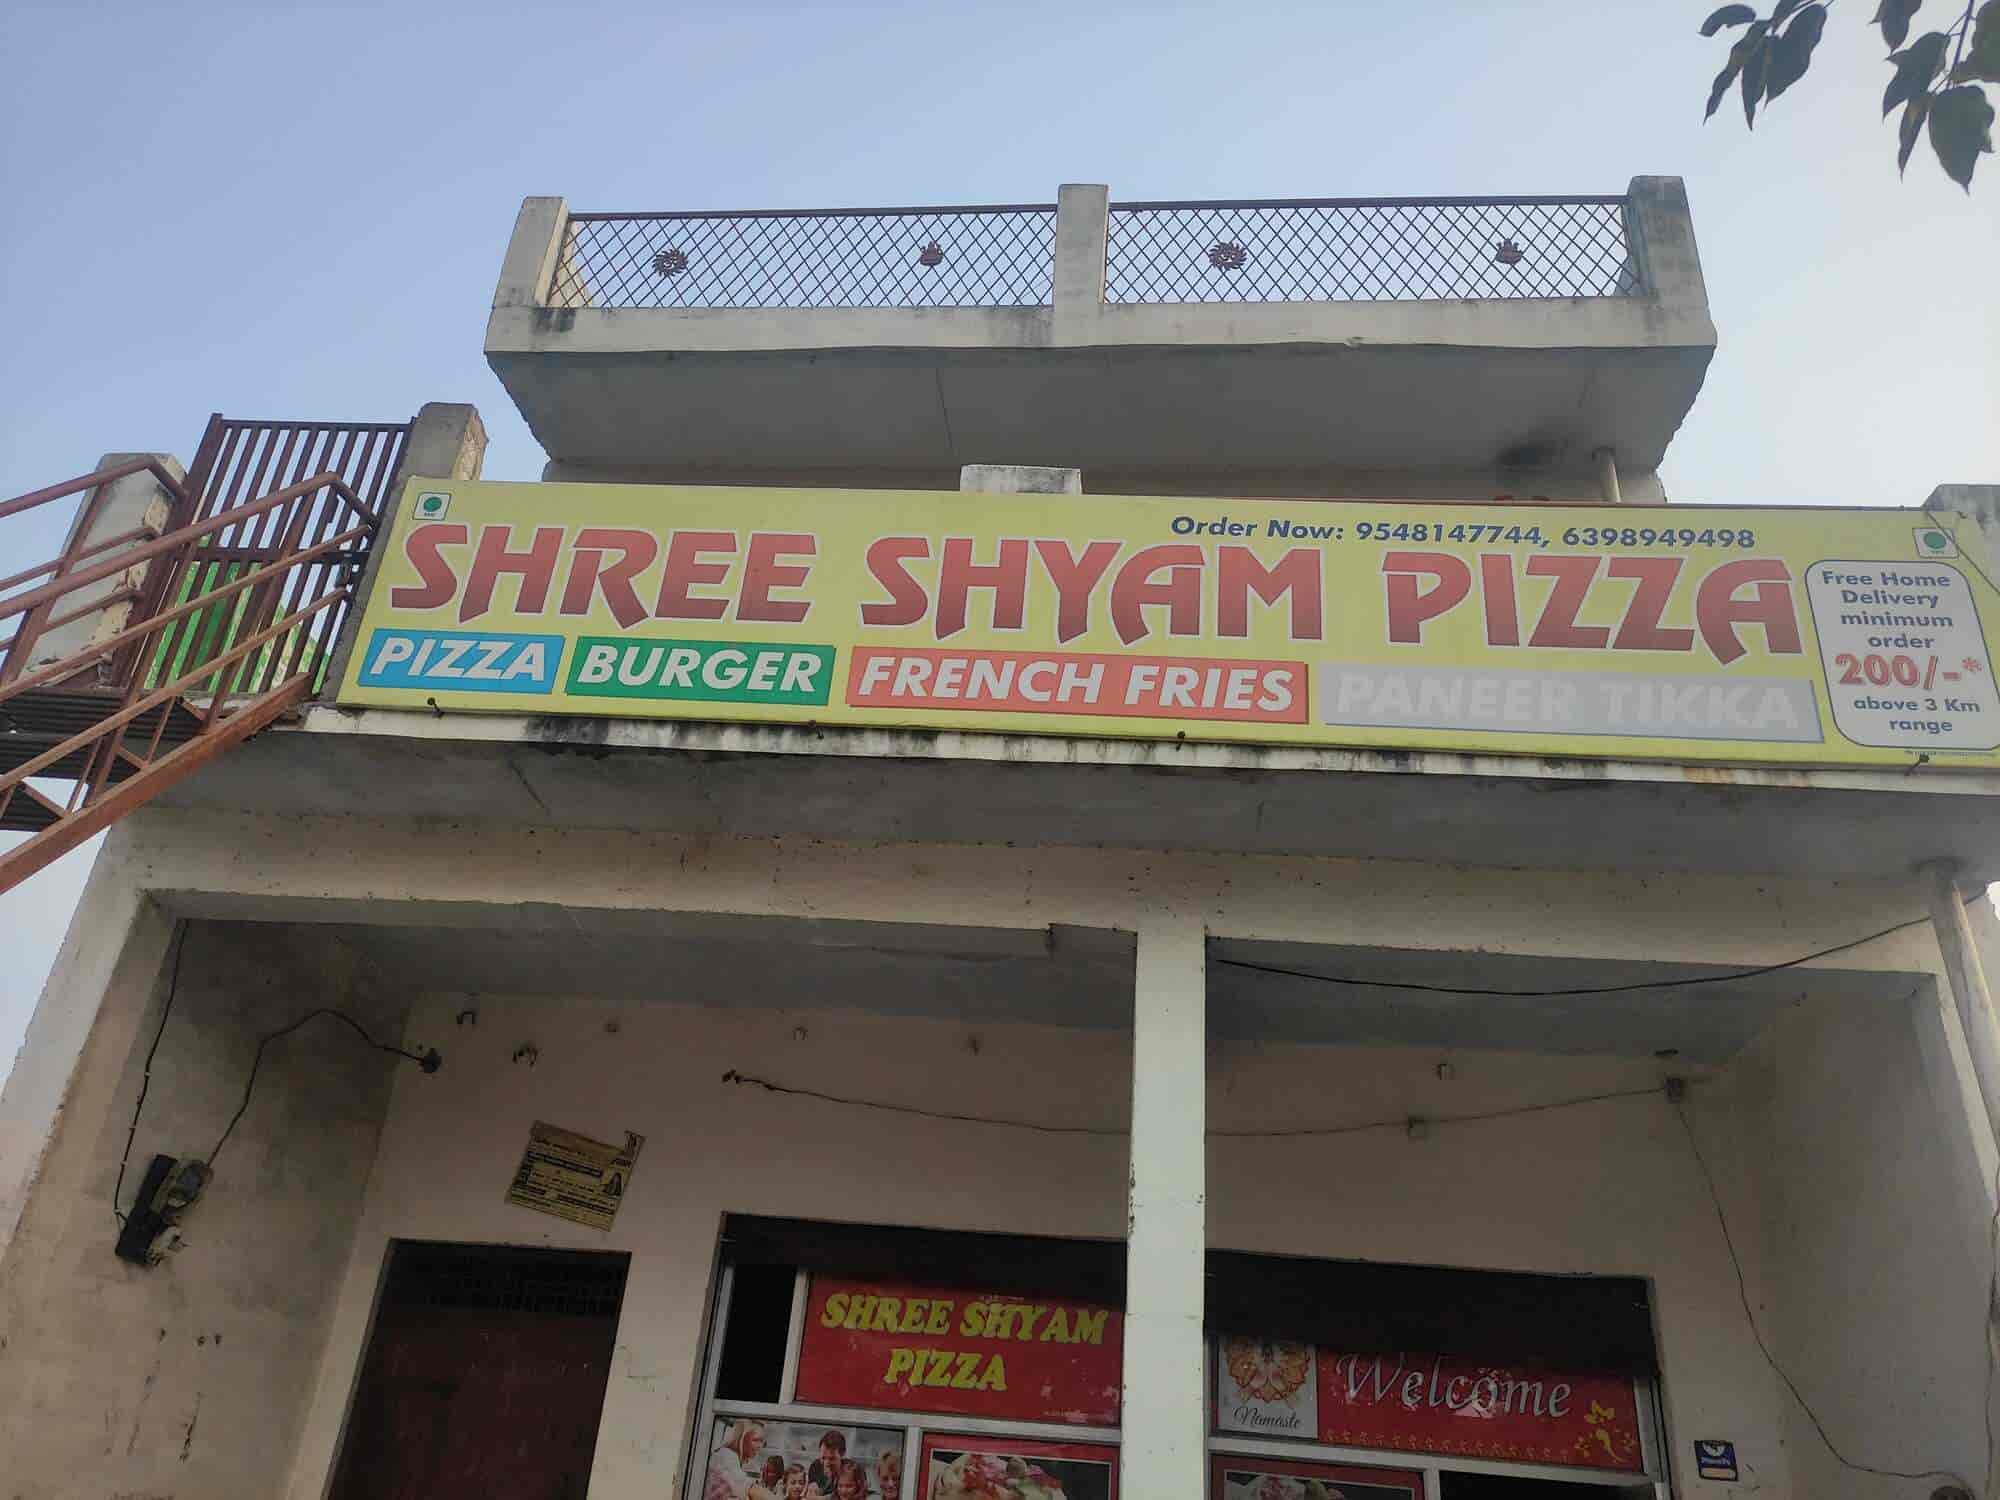 Order Now: 9548147744, 6398949498
SHREE SHYAM PIZZA
PIZZA BURGER FRENCH FRIES PANEER TIKKA
Free Home
Delivery
minimum
order
200/-*
above 3 Km
range
SHREE SHYAM
PIZZA
Namaste
Welcome
PhonePe